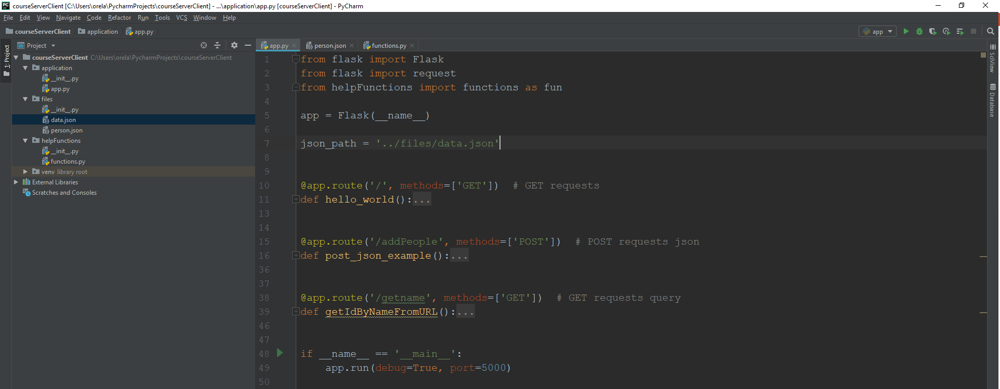 courseServerClient [C:\Users\orela\PycharmProjects\courseServerClient] - ...\application\app.py [courseServerClient] - PyCharm
File Edit View Navigate Code Refactor Run Tools VCS Window Help
courseServerClient application app.py app
1: Project
Project
courseServerClient C:\Users\orela\PycharmProjects\courseServerClient
application
__init__.py
app.py
files
__init__.py
data.json
person.json
helpFunctions
__init__.py
functions.py
venv library root
External Libraries
Scratches and Consoles
app.py person.json functions.py
1 from flask import Flask
2 from flask import request
3 from helpFunctions import functions as fun
4
5 app = Flask(__name__)
6
7 json_path = '../files/data.json'
8
9
10 @app.route('/', methods=['GET'])  # GET requests
11 def hello_world():...
13
14
15 @app.route('/addPeople', methods=['POST'])  # POST requests json
16 def post_json_example():...
36
37
38 @app.route('/getname', methods=['GET'])  # GET requests query
39 def getIdByNameFromURL():...
46
47
48 if __name__ == '__main__':
49     app.run(debug=True, port=5000)
50
SciView
Database